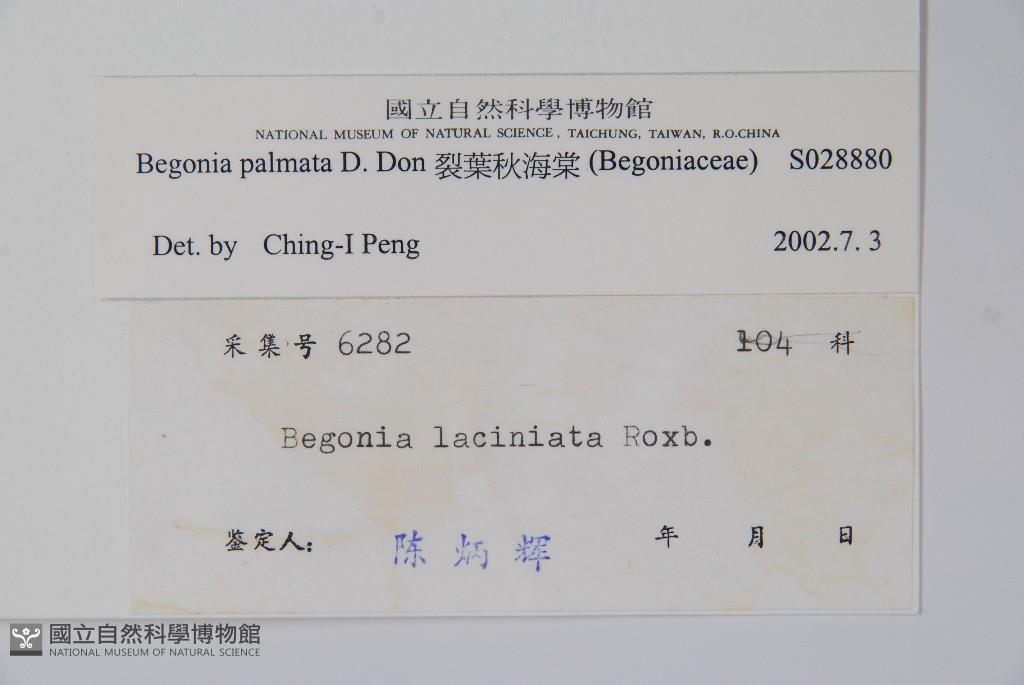 國立自然科學博物館
NATIONAL MUSEUM OF NATURAL SCIENCE, TAICHUNG, TAIWAN, R.O.CHINA
Begonia palmata D. Don 裂葉秋海棠 (Begoniaceae) S028880
Det. by Ching-I Peng 2002.7. 3
采集号 6282 104 科
Begonia laciniata Roxb.
鉴定人: 陈炳辉 年 月 日
國立自然科學博物館
NATIONAL MUSEUM OF NATURAL SCIENCE